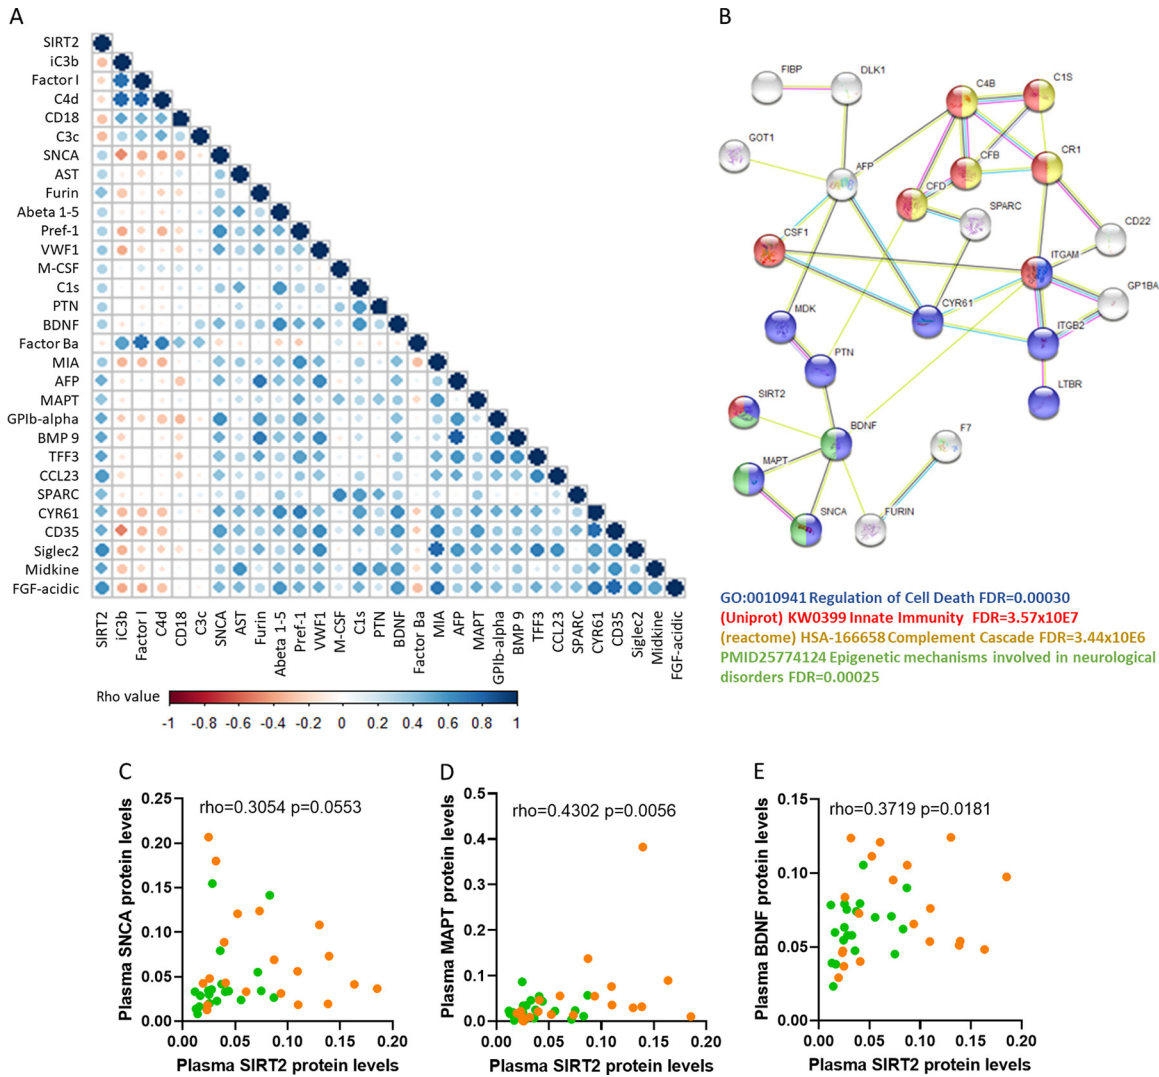 A
SIRT2
iC3b
Factor I
C4d
CD18
C3c
SNCA
AST
Furin
Abeta 1-5
Pref-1
VWF1
M-CSF
C1s
PTN
BDNF
Factor Ba
MIA
AFP
MAPT
GPIb-alpha
BMP 9
TFF3
CCL23
SPARC
CYR61
CD35
Siglec2
Midkine
FGF-acidic
SIRT2 iC3b Factor I C4d CD18 C3c SNCA AST Furin Abeta 1-5 Pref-1 VWF1 M-CSF C1s PTN BDNF Factor Ba MIA AFP MAPT GPIb-alpha BMP 9 TFF3 CCL23 SPARC CYR61 CD35 Siglec2 Midkine FGF-acidic
Rho value
-1 -0.8 -0.6 -0.4 -0.2 0 0.2 0.4 0.6 0.8 1
B
FIBP
DLK1
C4B
C1S
GOT1
AFP
CFB
CR1
CFD
SPARC
CSF1
CD22
ITGAM
GP1BA
MDK
CYR61
ITGB2
PTN
LTBR
SIRT2
BDNF
F7
MAPT
SNCA
FURIN
GO:0010941 Regulation of Cell Death FDR=0.00030
(Uniprot) KW0399 Innate Immunity FDR=3.57x10E7
(reactome) HSA-166658 Complement Cascade FDR=3.44x10E6
PMID25774124 Epigenetic mechanisms involved in neurological
disorders FDR=0.00025
C
rho=0.3054 p=0.0553
Plasma SNCA protein levels
0.25
0.20
0.15
0.10
0.05
0.00
0.00 0.05 0.10 0.15 0.20
Plasma SIRT2 protein levels
D
rho=0.4302 p=0.0056
Plasma MAPT protein levels
0.5
0.4
0.3
0.2
0.1
0.0
0.00 0.05 0.10 0.15 0.20
Plasma SIRT2 protein levels
E
rho=0.3719 p=0.0181
Plasma BDNF protein levels
0.15
0.10
0.05
0.00
0.00 0.05 0.10 0.15 0.20
Plasma SIRT2 protein levels